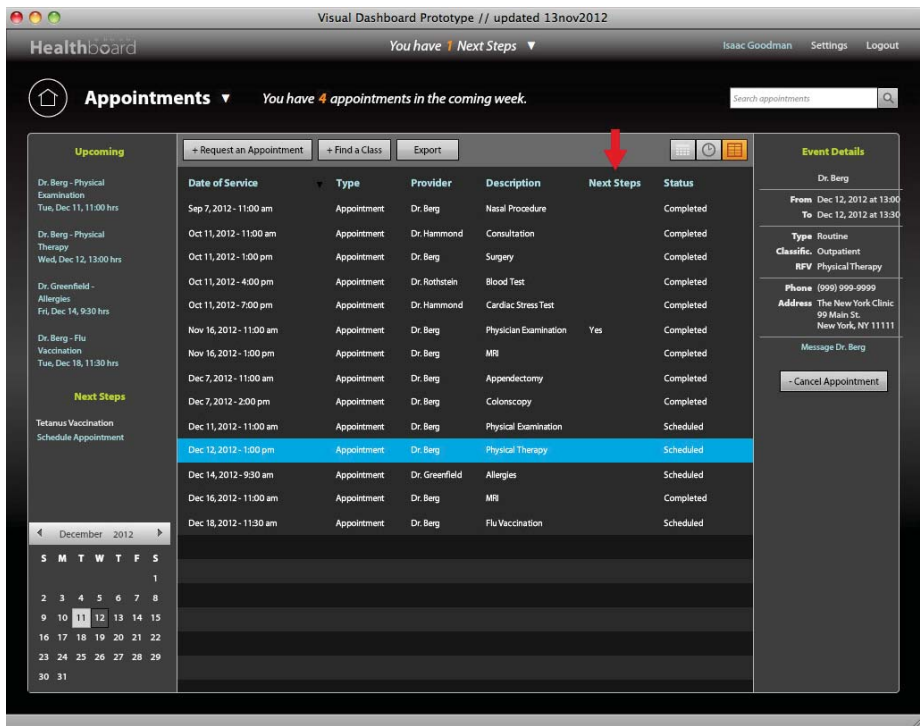 Visual Dashboard Prototype // updated 13nov2012
Healthboard
You have 1 Next Steps ▼
Isaac Goodman Settings Logout
Appointments ▼
You have 4 appointments in the coming week.
Search appointments
Upcoming
Dr. Berg - Physical
Examination
Tue, Dec 11, 11:00 hrs
Dr. Berg - Physical
Therapy
Wed, Dec 12, 13:00 hrs
Dr. Greenfield -
Allergies
Fri, Dec 14, 9:30 hrs
Dr. Berg - Flu
Vaccination
Tue, Dec 18, 11:30 hrs
Next Steps
Tetanus Vaccination
Schedule Appointment
December 2012
S M T W T F S
1
2 3 4 5 6 7 8
9 10 11 12 13 14 15
16 17 18 19 20 21 22
23 24 25 26 27 28 29
30 31
+ Request an Appointment + Find a Class Export
Date of Service Type Provider Description Next Steps Status
Sep 7, 2012 - 11:00 am Appointment Dr. Berg Nasal Procedure Completed
Oct 11, 2012 - 11:00 am Appointment Dr. Hammond Consultation Completed
Oct 11, 2012 - 1:00 pm Appointment Dr. Berg Surgery Completed
Oct 11, 2012 - 4:00 pm Appointment Dr. Rothstein Blood Test Completed
Oct 11, 2012 - 7:00 pm Appointment Dr. Hammond Cardiac Stress Test Completed
Nov 16, 2012 - 11:00 am Appointment Dr. Berg Physician Examination Yes Completed
Nov 16, 2012 - 1:00 pm Appointment Dr. Berg MRI Completed
Dec 7, 2012 - 11:00 am Appointment Dr. Berg Appendectomy Completed
Dec 7, 2012 - 2:00 pm Appointment Dr. Berg Colonscopy Completed
Dec 11, 2012 - 11:00 am Appointment Dr. Berg Physical Examination Scheduled
Dec 12, 2012 - 1:00 pm Appointment Dr. Berg Physical Therapy Scheduled
Dec 14, 2012 - 9:30 am Appointment Dr. Greenfield Allergies Completed
Dec 16, 2012 - 11:00 am Appointment Dr. Berg MRI Completed
Dec 18, 2012 - 11:30 am Appointment Dr. Berg Flu Vaccination Scheduled
Event Details
Dr. Berg
From Dec 12, 2012 at 13:00
To Dec 12, 2012 at 13:30
Type Routine
Classific. Outpatient
RFV Physical Therapy
Phone (999) 999-9999
Address The New York Clinic
99 Main St.
New York, NY 11111
Message Dr. Berg
- Cancel Appointment